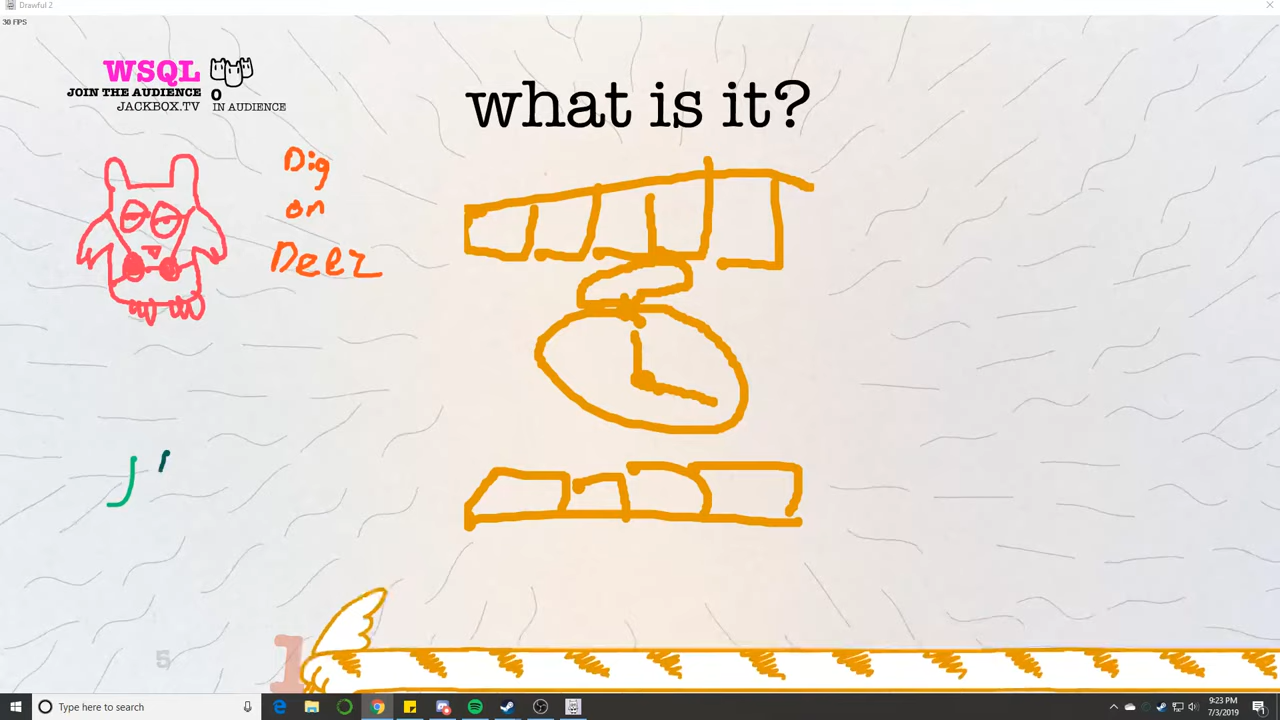 Drawful 2
30 FPS
WSQL
JOIN THE AUDIENCE
JACKBOX.TV
0
IN AUDIENCE
what is it?
Dig
on
Deez
5
1
Type here to search
9:23 PM
7/3/2019